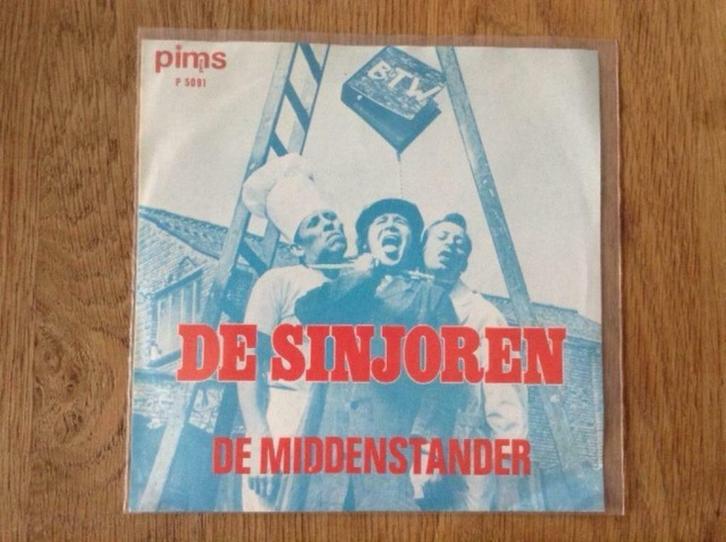 pims
P 5091
BTW
DE SINJOREN
DE MIDDENSTANDER